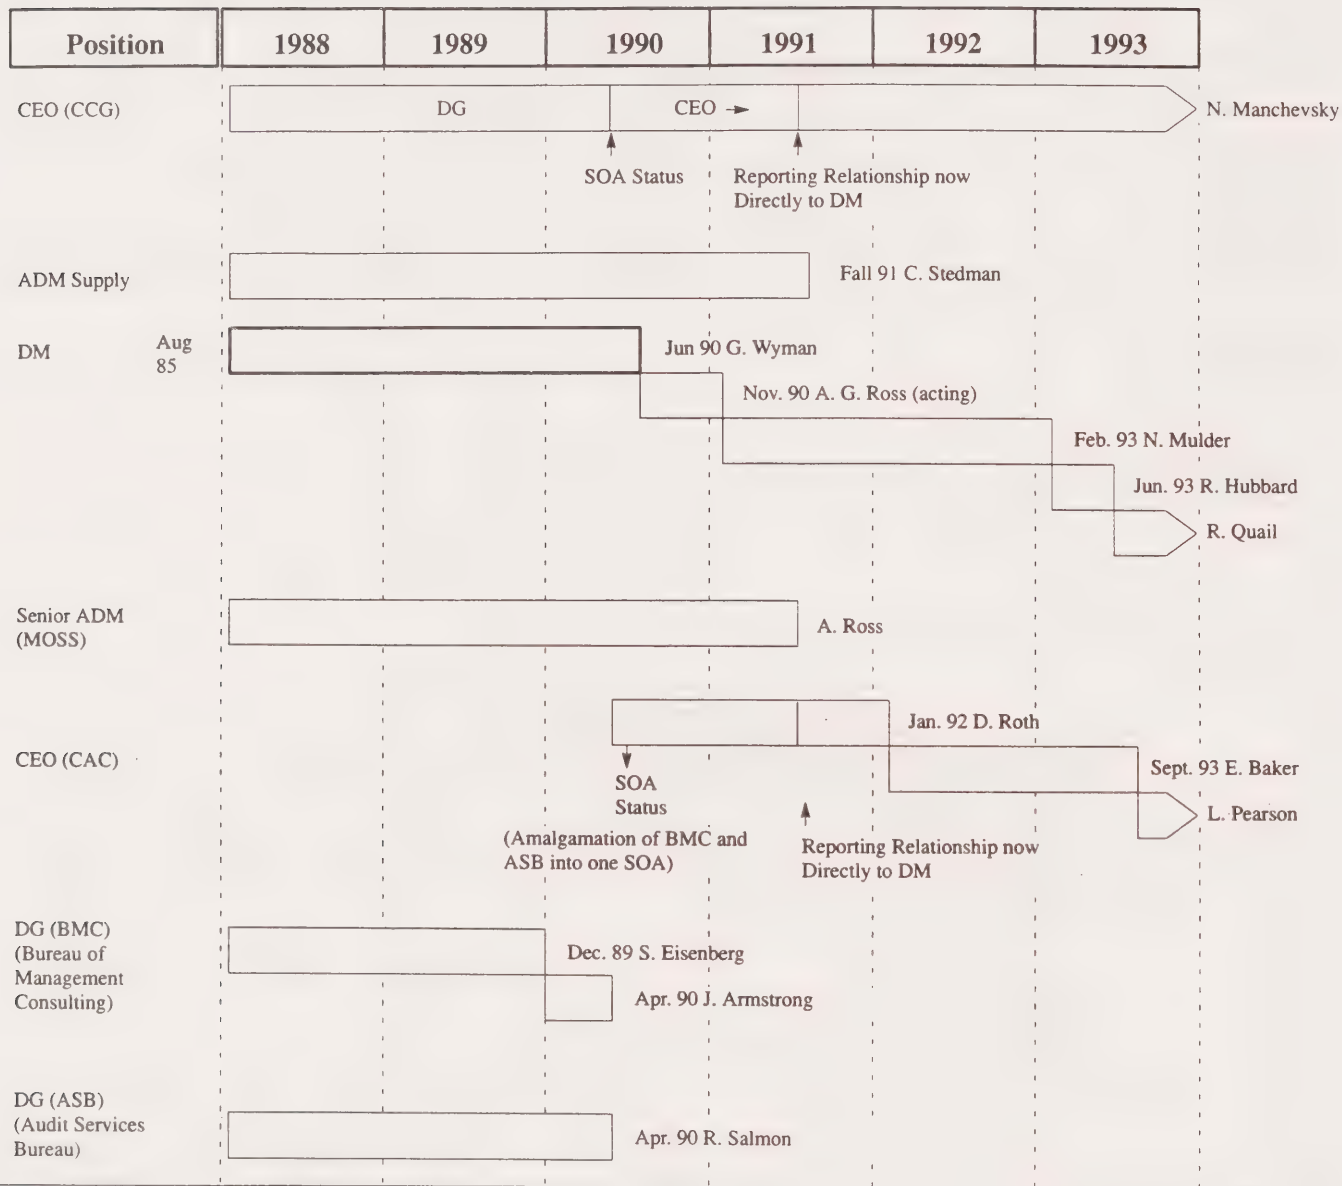 Position 1988 1989 1990 1991 1992 1993
CEO (CCG) DG CEO → N. Manchevsky
SOA Status Reporting Relationship now
Directly to DM
ADM Supply Fall 91 C. Stedman
DM Aug
85 Jun 90 G. Wyman
Nov. 90 A. G. Ross (acting)
Feb. 93 N. Mulder
Jun. 93 R. Hubbard
R. Quail
Senior ADM
(MOSS) A. Ross
Jan. 92 D. Roth
CEO (CAC) Sept. 93 E. Baker
SOA
Status L. Pearson
(Amalgamation of BMC and
ASB into one SOA)
Reporting Relationship now
Directly to DM
DG (BMC)
(Bureau of
Management
Consulting)
Dec. 89 S. Eisenberg
Apr. 90 J. Armstrong
DG (ASB)
(Audit Services
Bureau)
Apr. 90 R. Salmon